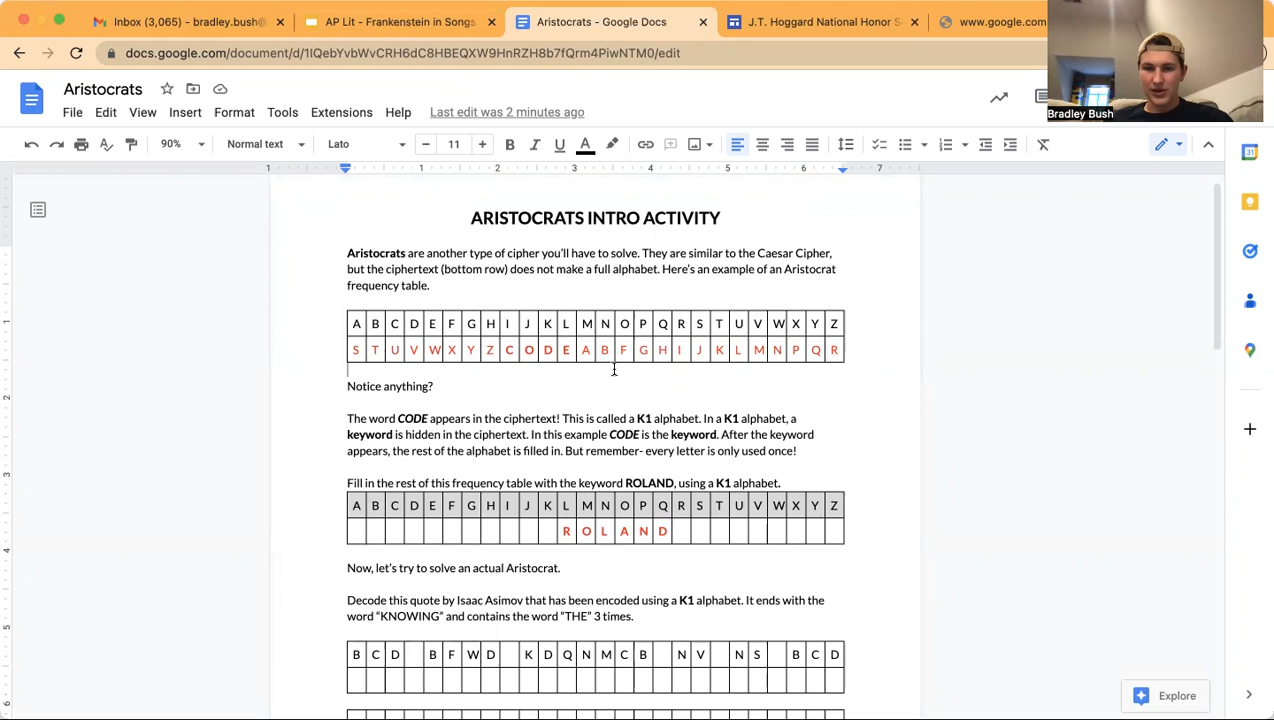 Inbox (3,065) - bradley.bush@
AP Lit - Frankenstein in Songs
Aristocrats - Google Docs
J.T. Hoggard National Honor S
www.google.com
docs.google.com/document/d/1IQebYvbWvCRH6dC8HBEQXW9HnRZH8b7fQrm4PiwNTM0/edit
Aristocrats
File Edit View Insert Format Tools Extensions Help Last edit was 2 minutes ago
Bradley Bush
90% Normal text Lato 11
1 1 2 3 4 5 6 7
ARISTOCRATS INTRO ACTIVITY
Aristocrats are another type of cipher you'll have to solve. They are similar to the Caesar Cipher,
but the ciphertext (bottom row) does not make a full alphabet. Here's an example of an Aristocrat
frequency table.
A B C D E F G H I J K L M N O P Q R S T U V W X Y Z
S T U V W X Y Z C O D E A B F G H I J K L M N P Q R
Notice anything?
The word CODE appears in the ciphertext! This is called a K1 alphabet. In a K1 alphabet, a
keyword is hidden in the ciphertext. In this example CODE is the keyword. After the keyword
appears, the rest of the alphabet is filled in. But remember- every letter is only used once!
Fill in the rest of this frequency table with the keyword ROLAND, using a K1 alphabet.
A B C D E F G H I J K L M N O P Q R S T U V W X Y Z
R O L A N D
Now, let's try to solve an actual Aristocrat.
Decode this quote by Isaac Asimov that has been encoded using a K1 alphabet. It ends with the
word "KNOWING" and contains the word "THE" 3 times.
B C D B F W D K D Q N M C B N V N S B C D
Explore